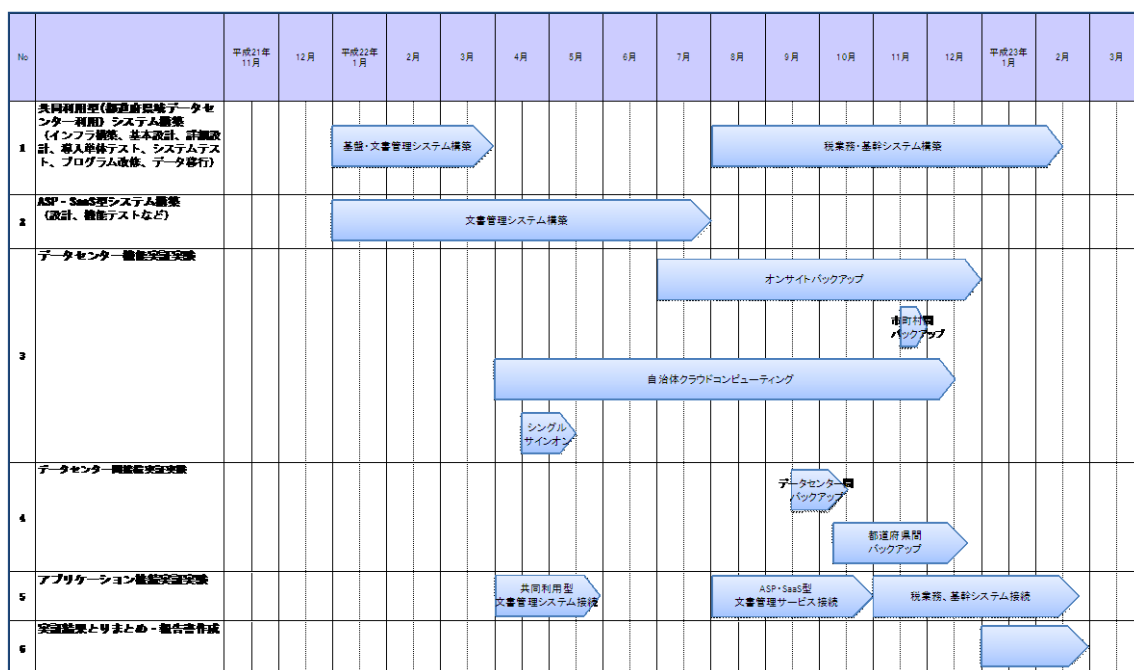 No
平成21年
11月
12月
平成22年
1月
2月
3月
4月
5月
6月
7月
8月
9月
10月
11月
12月
平成23年
1月
2月
3月
1
共同利用型(都道府県域データセ
ンター利用) システム構築
(インフラ構築、基本設計、詳細設
計、導入単体テスト、システムテス
ト、プログラム改修、データ移行)
基盤・文書管理システム構築
税業務・基幹システム構築
2
ASP・SaaS型システム構築
(設計、機能テストなど)
文書管理システム構築
3
データセンター機能実証実験
オンサイトバックアップ
市町村間
バックアップ
自治体クラウドコンピューティング
シングル
サインオン
4
データセンター間接続実証実験
データセンター間
バックアップ
都道府県間
バックアップ
5
アプリケーション接続実証実験
共同利用型
文書管理システム接続
ASP・SaaS型
文書管理サービス接続
税業務、基幹システム接続
6
実証結果とりまとめ・報告書作成